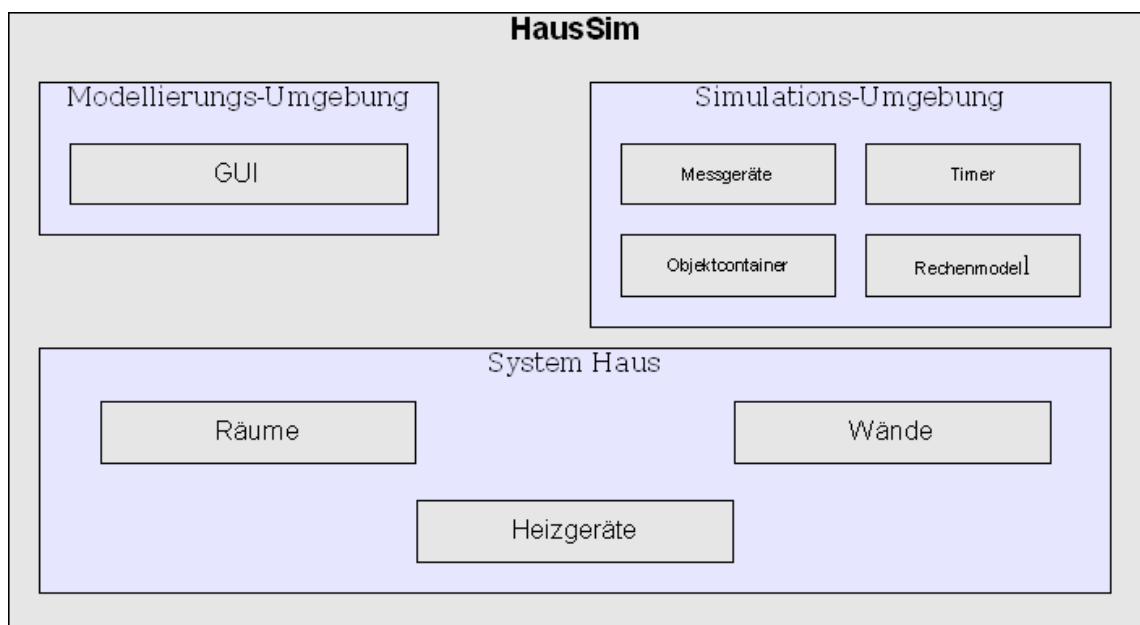 HausSim
Modellierungs-Umgebung
GUI
Simulations-Umgebung
Messgeräte
Timer
Objektcontainer
Rechenmodell
System Haus
Räume
Wände
Heizgeräte